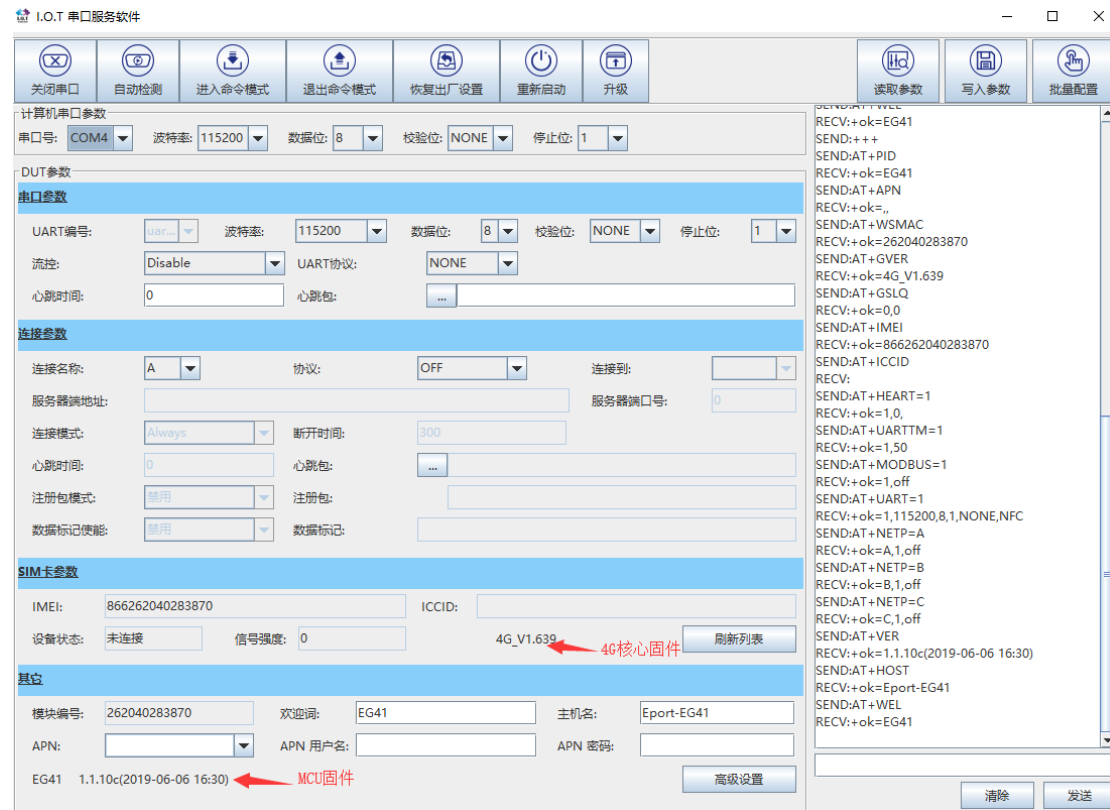 I.O.T 串口服务软件
关闭串口 自动检测 进入命令模式 退出命令模式 恢复出厂设置 重新启动 升级 读取参数 写入参数 批量配置
计算机串口参数
串口号: COM4 波特率: 115200 数据位: 8 校验位: NONE 停止位: 1
DUT参数
串口参数
UART编号: uar... 波特率: 115200 数据位: 8 校验位: NONE 停止位: 1
流控: Disable UART协议: NONE
心跳时间: 0 心跳包: ...
连接参数
连接名称: A 协议: OFF 连接到:
服务器端地址: 服务器端口号: 0
连接模式: Always 断开时间: 300
心跳时间: 0 心跳包: ...
注册包模式: 禁用 注册包:
数据标记使能: 禁用 数据标记:
SIM卡参数
IMEI: 866262040283870 ICCID:
设备状态: 未连接 信号强度: 0 4G_V1.639 4G核心固件 刷新列表
其它
模块编号: 262040283870 欢迎词: EG41 主机名: Eport-EG41
APN: APN 用户名: APN 密码:
EG41 1.1.10c(2019-06-06 16:30) MCU固件 高级设置
SEND:AT+WEL
RECV:+ok=EG41
SEND:+++
SEND:AT+PID
RECV:+ok=EG41
SEND:AT+APN
RECV:+ok=,,
SEND:AT+WSMAC
RECV:+ok=262040283870
SEND:AT+GVER
RECV:+ok=4G_V1.639
SEND:AT+GSLQ
RECV:+ok=0,0
SEND:AT+IMEI
RECV:+ok=866262040283870
SEND:AT+ICCID
RECV:
SEND:AT+HEART=1
RECV:+ok=1,0,
SEND:AT+UARTTM=1
RECV:+ok=1,50
SEND:AT+MODBUS=1
RECV:+ok=1,off
SEND:AT+UART=1
RECV:+ok=1,115200,8,1,NONE,NFC
SEND:AT+NETP=A
RECV:+ok=A,1,off
SEND:AT+NETP=B
RECV:+ok=B,1,off
SEND:AT+NETP=C
RECV:+ok=C,1,off
SEND:AT+VER
RECV:+ok=1.1.10c(2019-06-06 16:30)
SEND:AT+HOST
RECV:+ok=Eport-EG41
SEND:AT+WEL
RECV:+ok=EG41
清除 发送